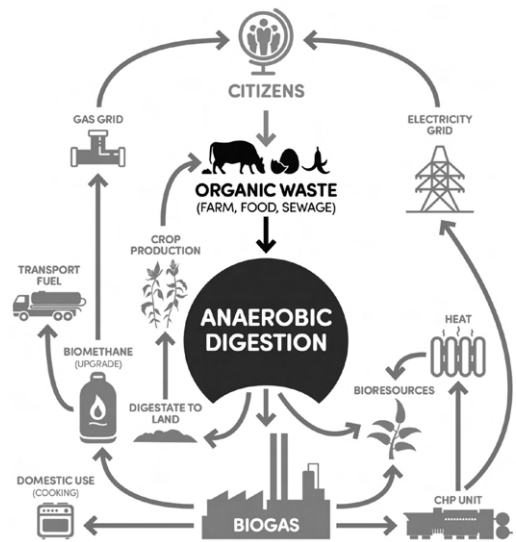 CITIZENS
GAS GRID
ELECTRICITY
GRID
ORGANIC WASTE
(FARM, FOOD, SEWAGE)
CROP
PRODUCTION
TRANSPORT
FUEL
ANAEROBIC
DIGESTION
HEAT
BIOMETHANE
(UPGRADE)
BIORESOURCES
DIGESTATE TO
LAND
DOMESTIC USE
(COOKING)
BIOGAS
CHP UNIT